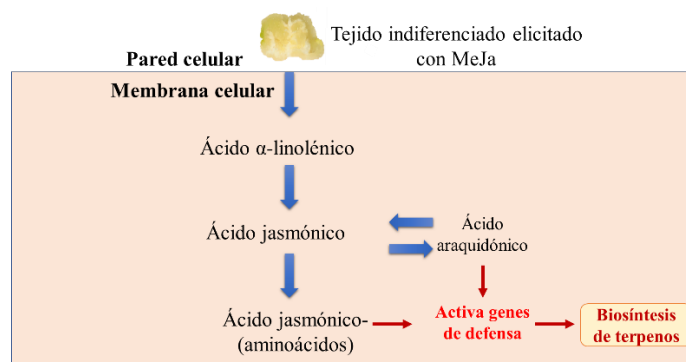 Tejido indiferenciado elicitado
con MeJa
Pared celular
Membrana celular
Ácido α-linolénico
Ácido jasmónico
Ácido
araquidónico
Ácido jasmónico-
(aminoácidos)
Activa genes
de defensa
Biosíntesis
de terpenos